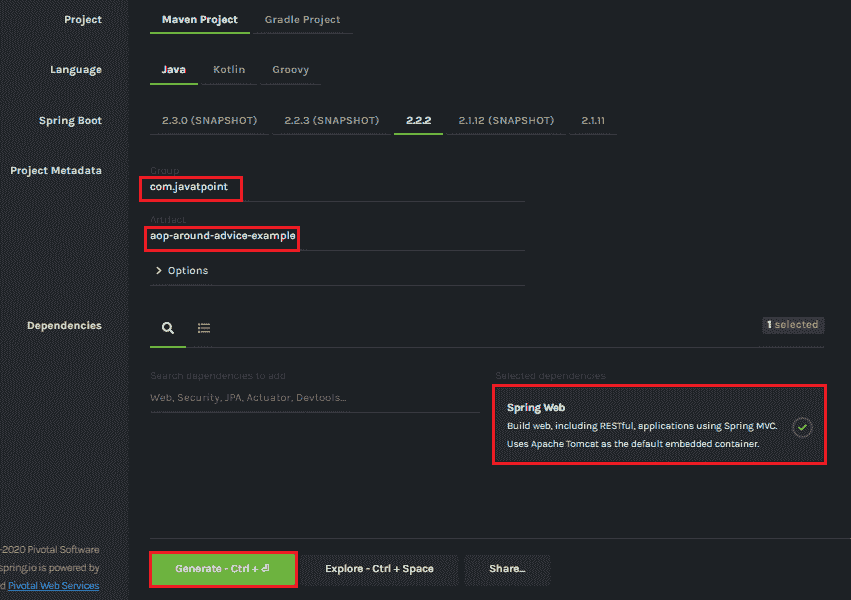 Project
Maven Project
Gradle Project
Language
Java
Kotlin
Groovy
Spring Boot
2.3.0 (SNAPSHOT)
2.2.3 (SNAPSHOT)
2.2.2
2.1.12 (SNAPSHOT)
2.1.11
Project Metadata
Group
com.javatpoint
Artifact
aop-around-advice-example
Options
Dependencies
1 selected
Search dependencies to add
Web, Security, JPA, Actuator, Devtools...
Selected dependencies
Spring Web
Build web, including RESTful, applications using Spring MVC.
Uses Apache Tomcat as the default embedded container.
-2020 Pivotal Software
spring.io is powered by
d Pivotal Web Services
Generate - Ctrl + ⏎
Explore - Ctrl + Space
Share...